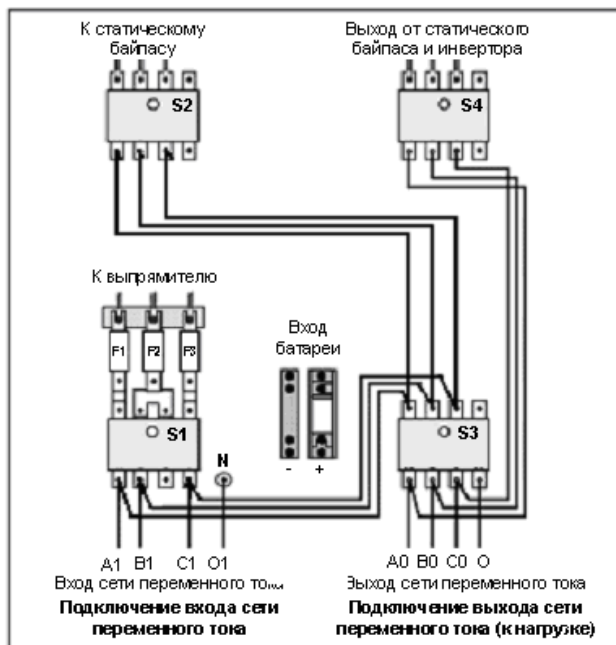 К статическому
байпасу
Выход от статического
байпаса и инвертора
S2
S4
К выпрямителю
F1 F2 F3
Вход
батареи
S1
N
- +
S3
A1 B1 C1 O1
A0 B0 C0 O
Вход сети переменного тока
Подключение входа сети
переменного тока
Выход сети переменного тока
Подключение выхода сети
переменного тока (к нагрузке)